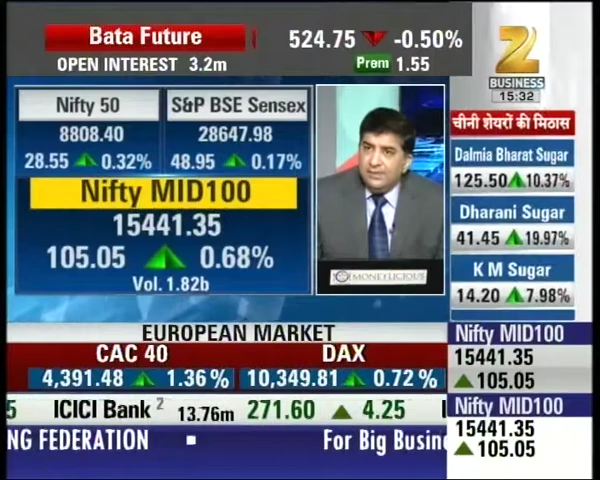 Bata Future
OPEN INTEREST 3.2m
524.75 -0.50%
Prem 1.55
Z
BUSINESS
15:32
Nifty 50
8808.40
28.55 0.32%
S&P BSE Sensex
28647.98
48.95 0.17%
Nifty MID100
15441.35
105.05 0.68%
Vol. 1.82b
MONEYLICIOUS
चीनी शेयरों की मिठास
Dalmia Bharat Sugar
125.50 10.37%
Dharani Sugar
41.45 19.97%
K M Sugar
14.20 7.98%
EUROPEAN MARKET
CAC 40
4,391.48 1.36%
DAX
10,349.81 0.72%
Nifty MID100
15441.35
105.05
5 ICICI Bank 2 13.76m 271.60 4.25
Nifty MID100
15441.35
105.05
NG FEDERATION For Big Busine